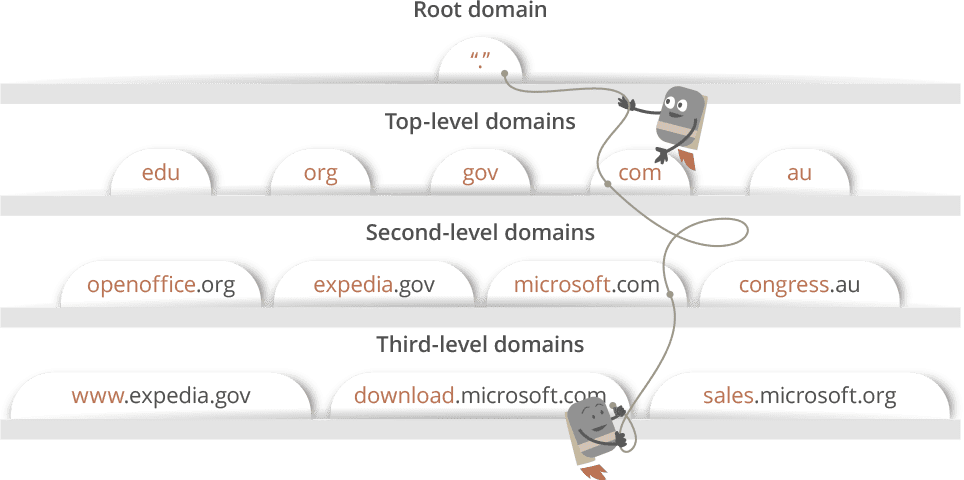 Root domain
“.”
Top-level domains
edu
org
gov
com
au
Second-level domains
openoffice.org
expedia.gov
microsoft.com
congress.au
Third-level domains
www.expedia.gov
download.microsoft.com
sales.microsoft.org